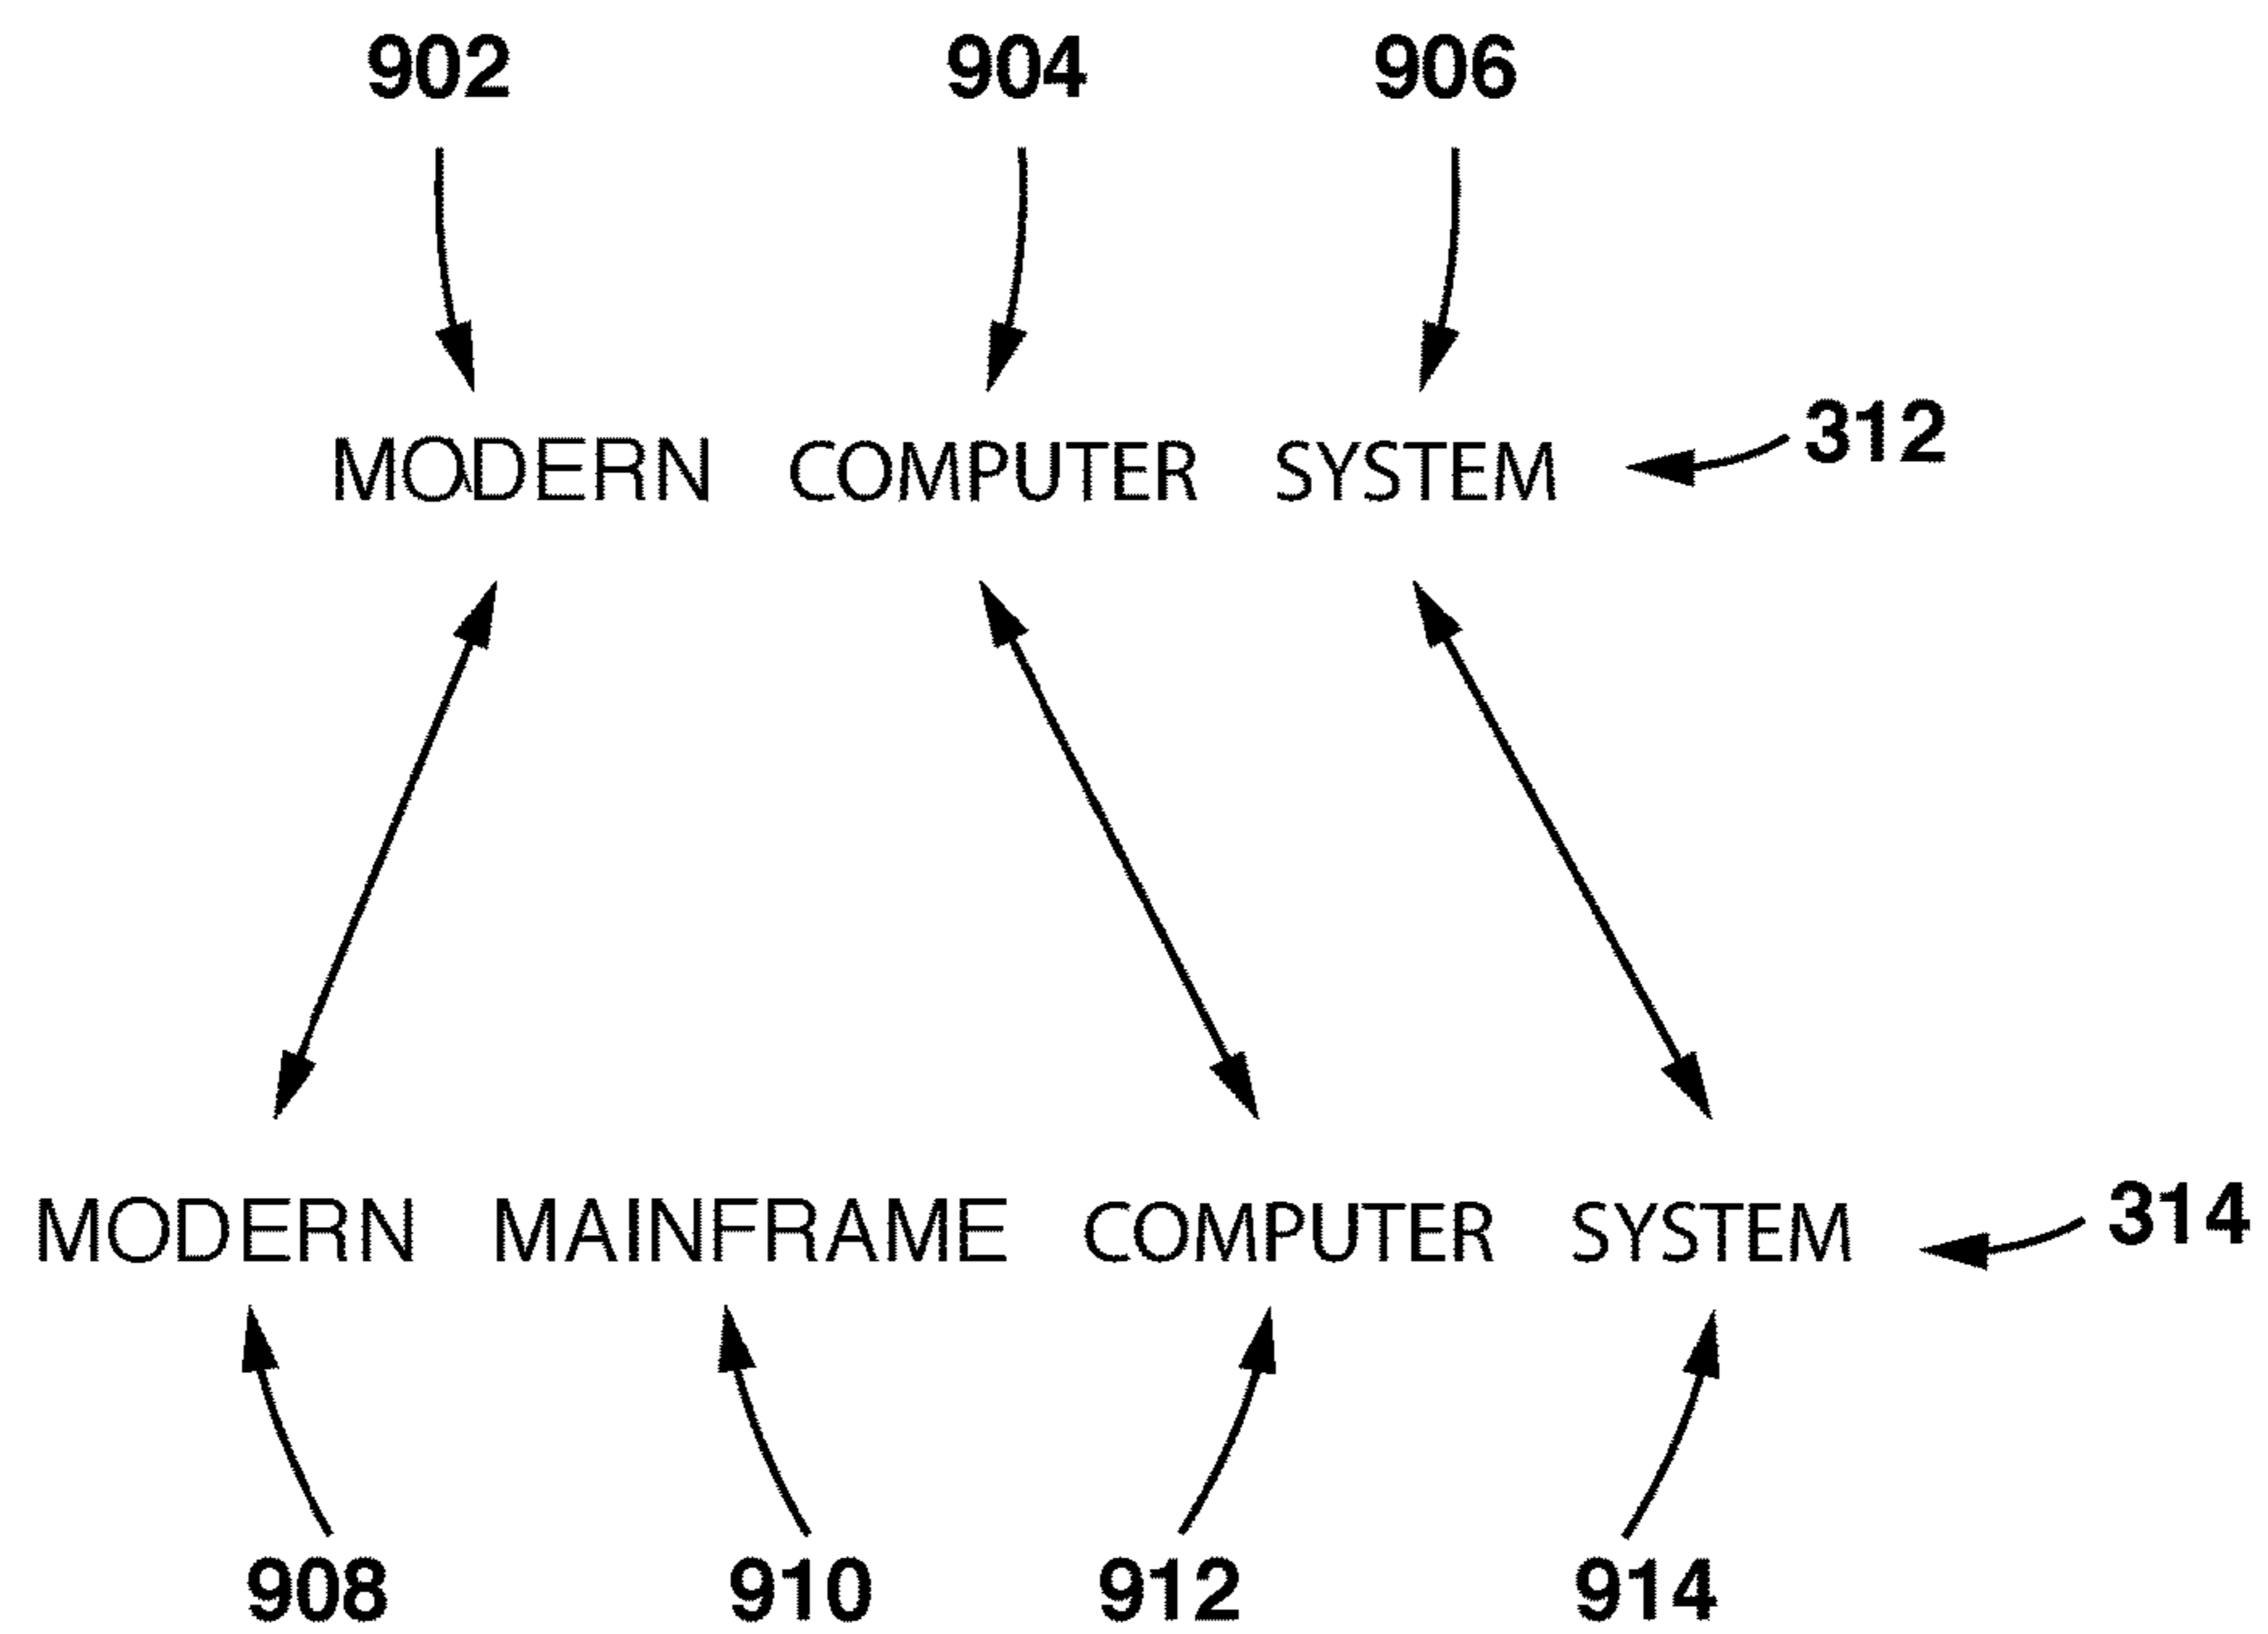 902 904 906
MODERN COMPUTER SYSTEM 312
MODERN MAINFRAME COMPUTER SYSTEM 314
908 910 912 914